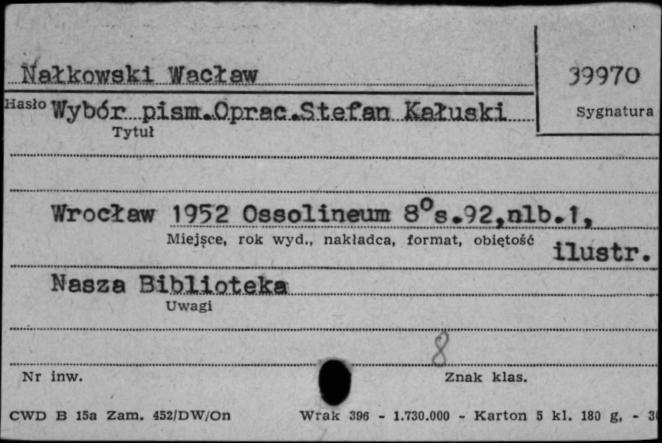 Nałkowski Wacław
39970
Hasło Wybór pism.Oprac.Stefan Kałuski
Sygnatura
Tytuł
Wrocław 1952 Ossolineum 8°s.92,nlb.1,
Miejsce, rok wyd., nakładca, format, objętość
ilustr.
Nasza Biblioteka
Uwagi
8
Nr inw.
Znak klas.
CWD B 15a Zam. 452/DW/On Wrak 396 - 1.730.000 - Karton 5 kl. 180 g, -